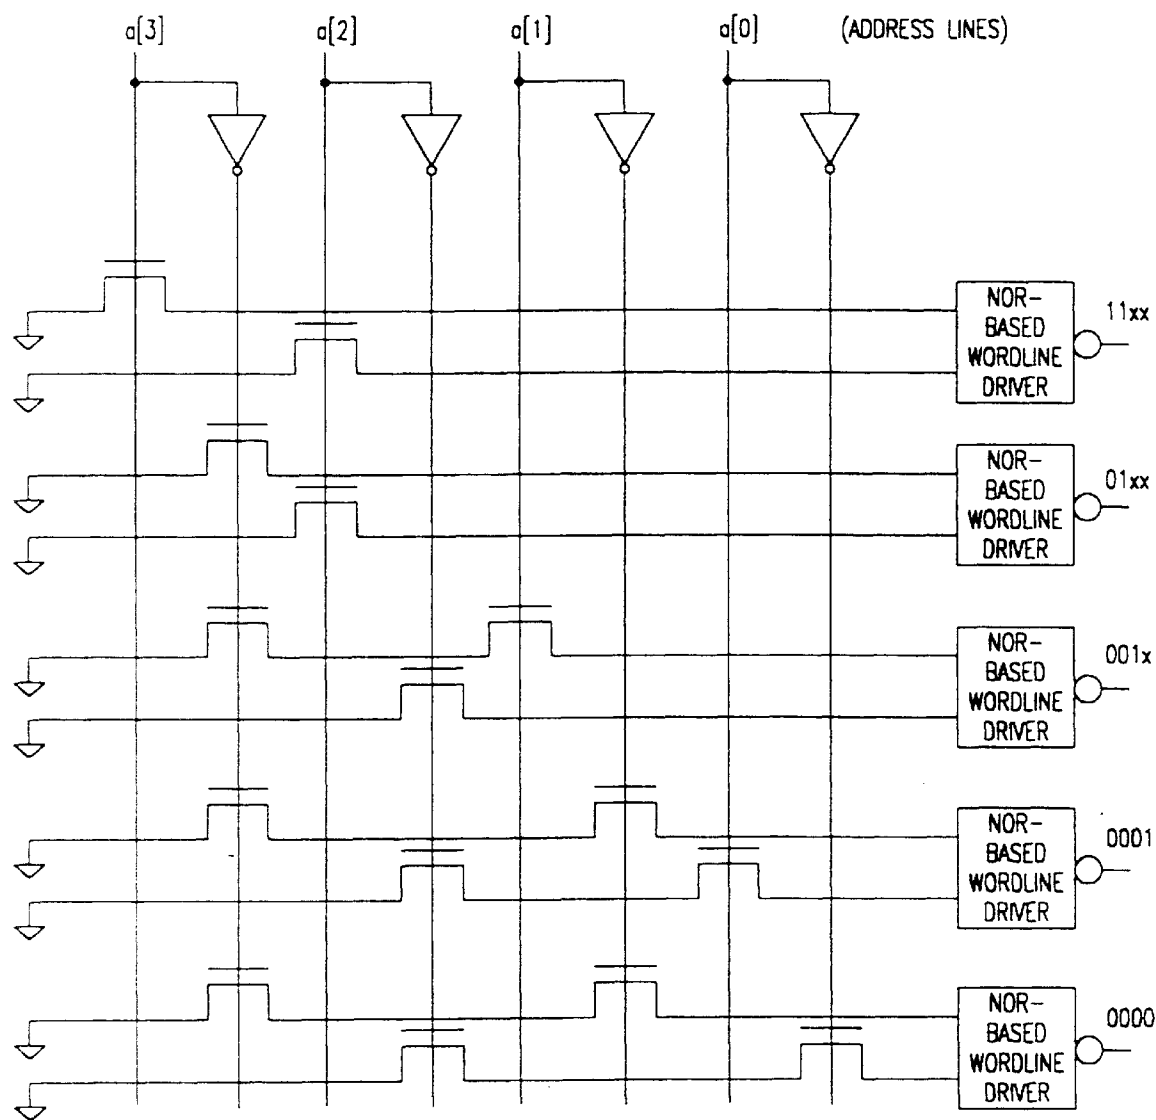 a[3] a[2] a[1] a[0] (ADDRESS LINES)
NOR-
BASED
WORDLINE
DRIVER
11xx
NOR-
BASED
WORDLINE
DRIVER
01xx
NOR-
BASED
WORDLINE
DRIVER
001x
NOR-
BASED
WORDLINE
DRIVER
0001
NOR-
BASED
WORDLINE
DRIVER
0000